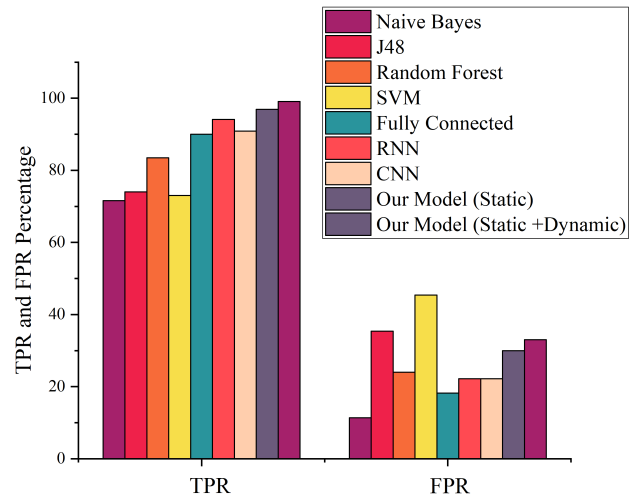 Naive Bayes
J48
Random Forest
SVM
Fully Connected
RNN
CNN
Our Model (Static)
Our Model (Static +Dynamic)
TPR and FPR Percentage
100
80
60
40
20
0
TPR
FPR